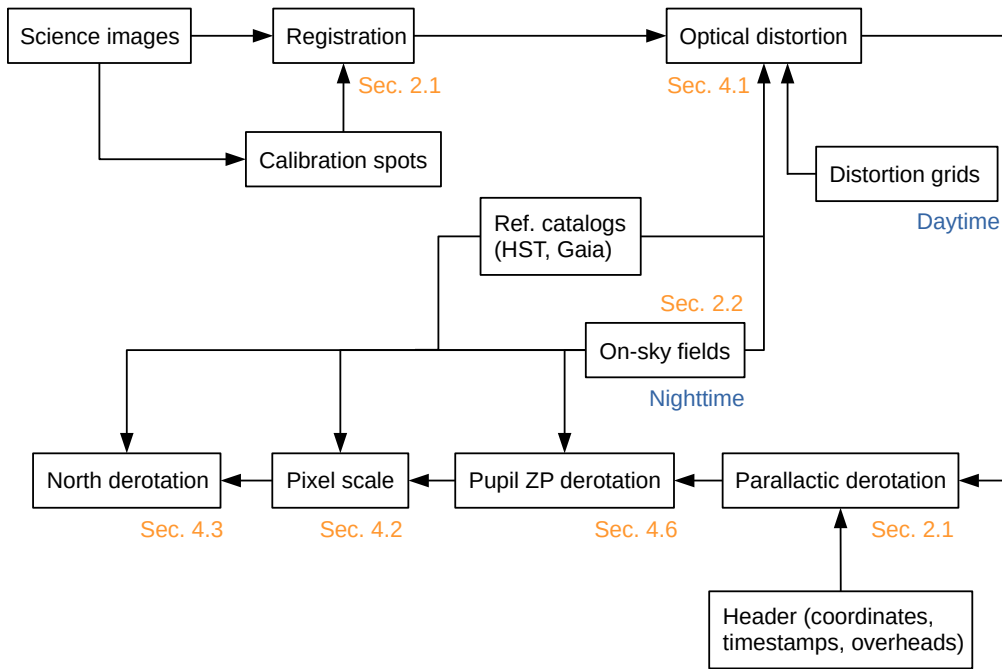 Science images
Registration
Optical distortion
Sec. 2.1
Sec. 4.1
Calibration spots
Distortion grids
Daytime
Ref. catalogs
(HST, Gaia)
Sec. 2.2
On-sky fields
Nighttime
North derotation
Pixel scale
Pupil ZP derotation
Parallactic derotation
Sec. 4.3
Sec. 4.2
Sec. 4.6
Sec. 2.1
Header (coordinates,
timestamps, overheads)